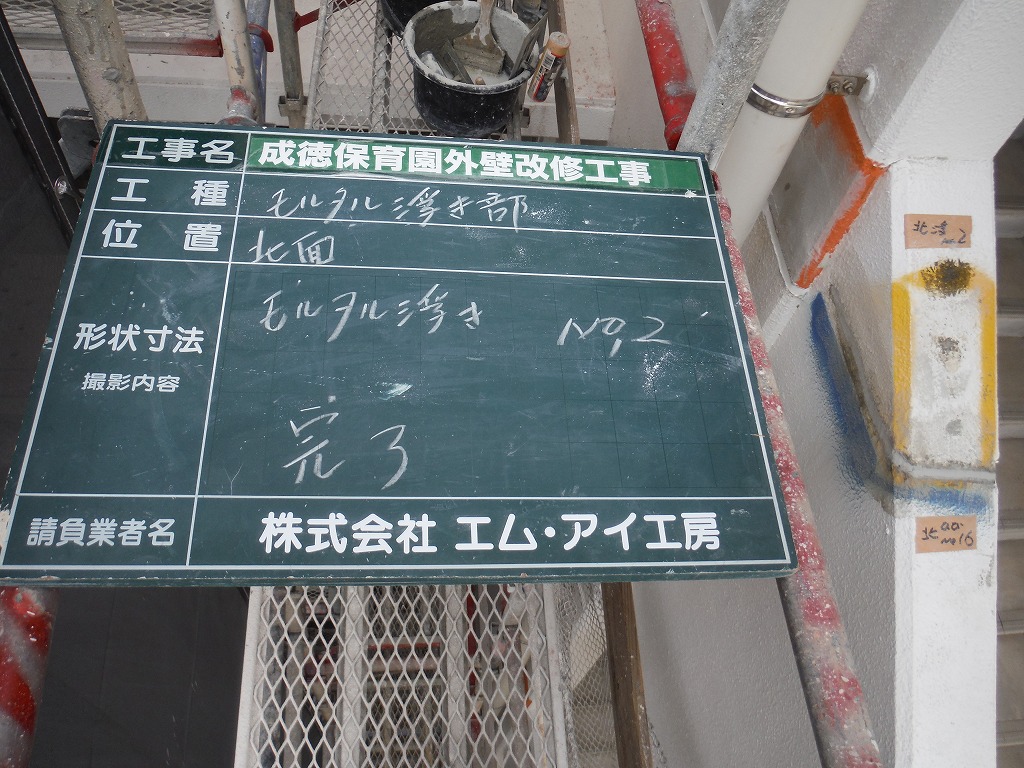 工事名 成徳保育園外壁改修工事
工種 モルタル浮き部
位置 北面
形状寸法 モルタル浮き No,2
撮影内容
完了
請負業者名 株式会社 エム・アイ工房
北浮
No.2
北
No16